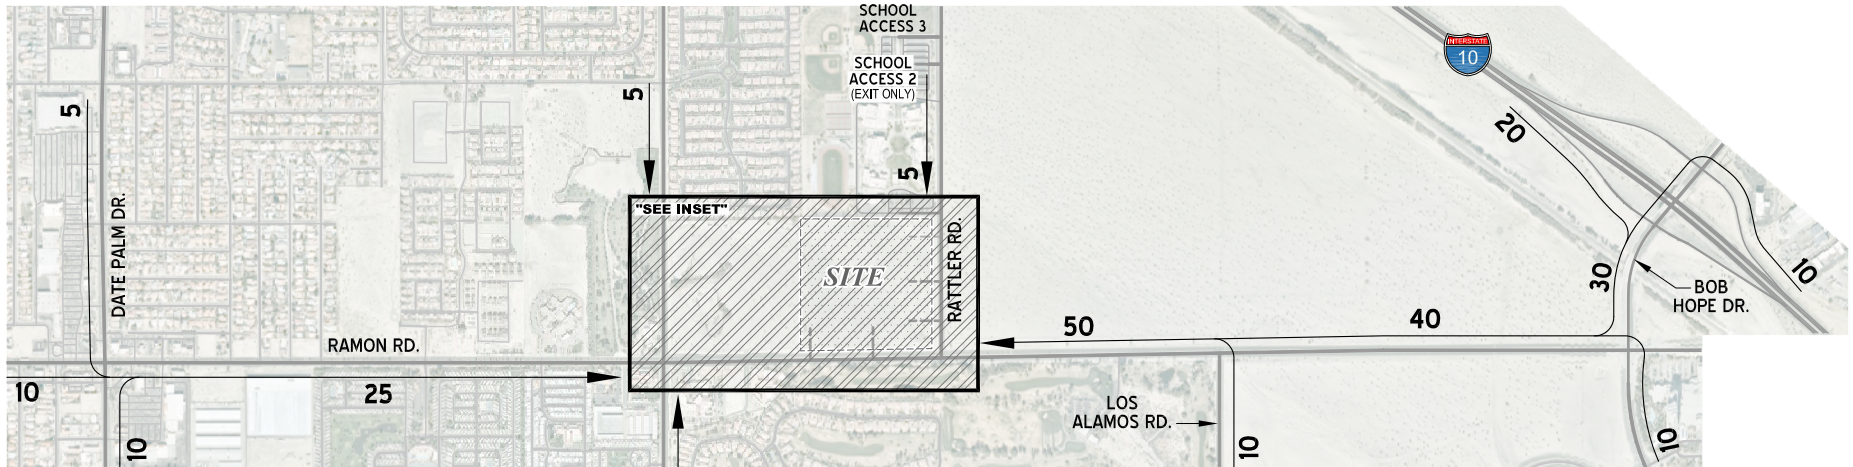 SCHOOL
ACCESS 3
SCHOOL
ACCESS 2
(EXIT ONLY)
INTERSTATE
10
5
5
5
20
DATE PALM DR.
"SEE INSET"
SITE
RATTLER RD.
30
10
BOB
HOPE DR.
RAMON RD.
50
40
10
25
10
LOS
ALAMOS RD.
10
10